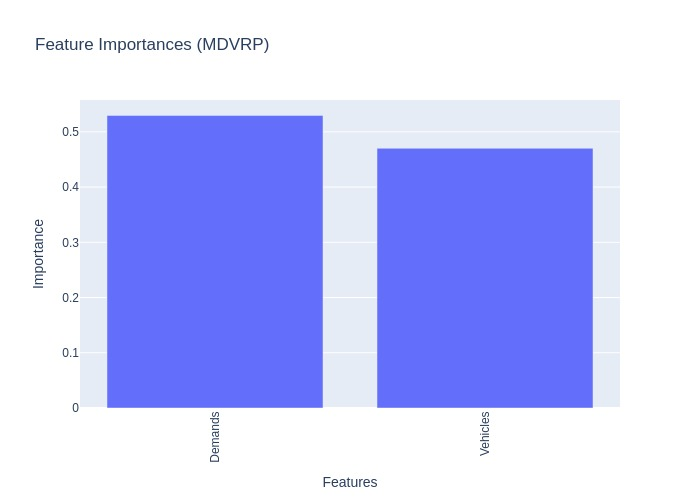 Feature Importances (MDVRP)
0.5
0.4
0.3
0.2
0.1
0
Importance
Demands
Vehicles
Features